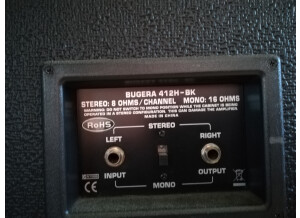 BUGERA 412H-BK
STEREO: 8 OHMS/CHANNEL MONO: 16 OHMS
WARNING: DO NOT SWITCH TO MONO POSITION WHILE THE CABINET IS BEING
OPERATED IN STEREO CONFIGURATION. THIS CAN DAMAGE THE AMPLIFIER.
MADE IN CHINA
RoHS
STEREO
LEFT RIGHT
INPUT OUTPUT
MONO
CE